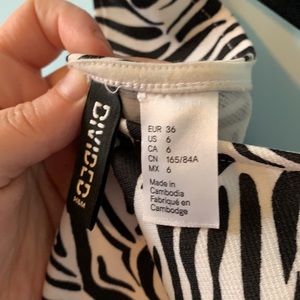 DIVIDED
H&M
EUR 36
US 6
CA 6
CN 165/84A
MX 6
Made in
Cambodia
Fabriqué en
Cambodge